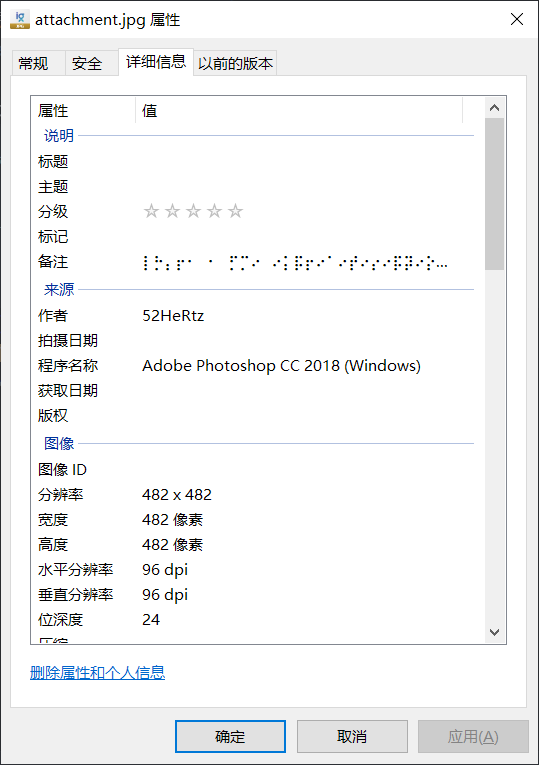 attachment.jpg 属性
常规 安全 详细信息 以前的版本
属性 值
说明
标题
主题
分级
标记
备注
来源
作者 52HeRtz
拍摄日期
程序名称 Adobe Photoshop CC 2018 (Windows)
获取日期
版权
图像
图像 ID
分辨率 482 x 482
宽度 482 像素
高度 482 像素
水平分辨率 96 dpi
垂直分辨率 96 dpi
位深度 24
删除属性和个人信息
确定 取消 应用(A)